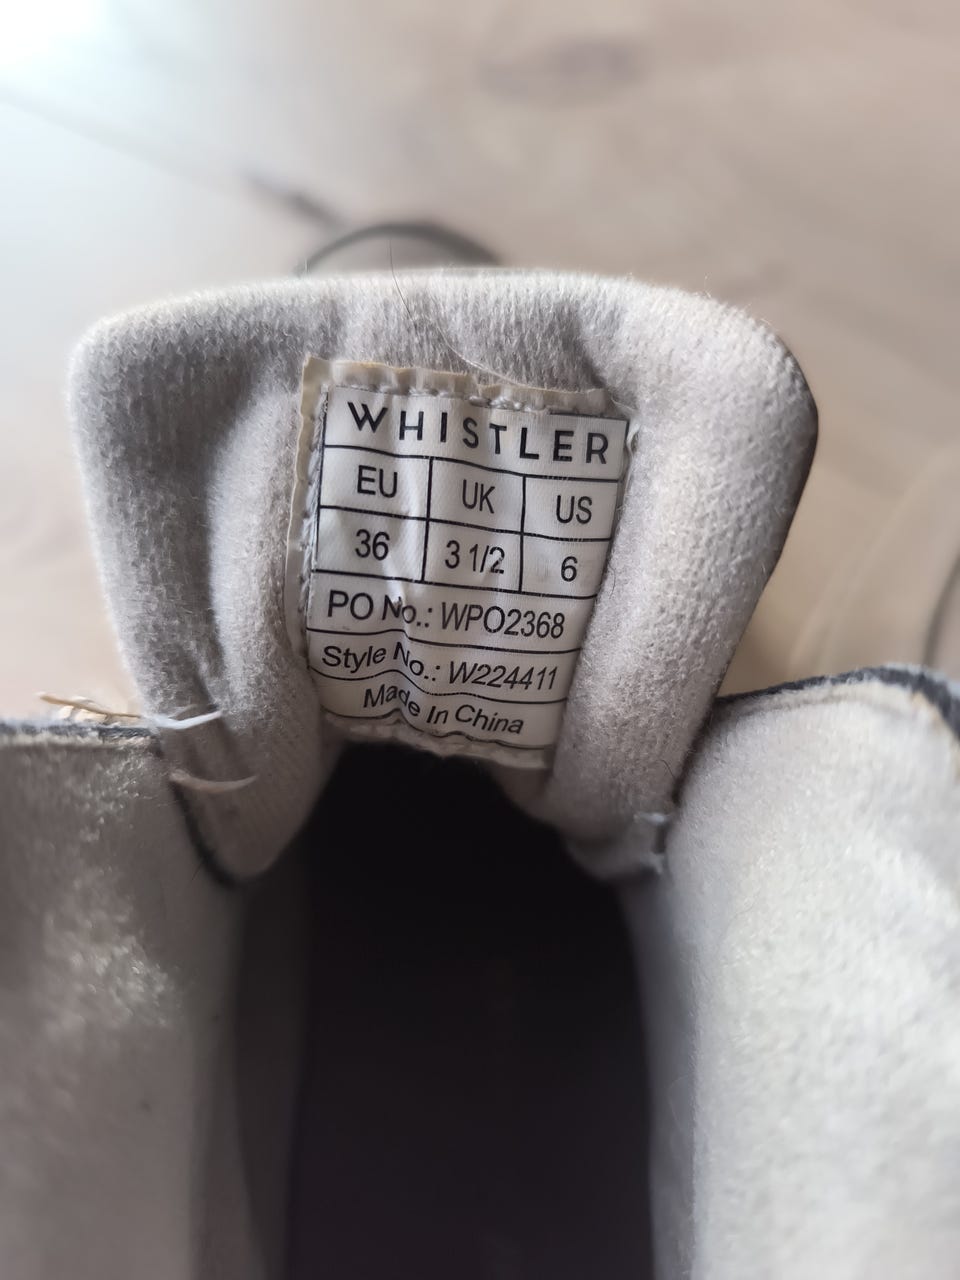 WHISTLER
EU UK US
36 3 1/2 6
PO No.: WPO2368
Style No.: W224411
Made In China